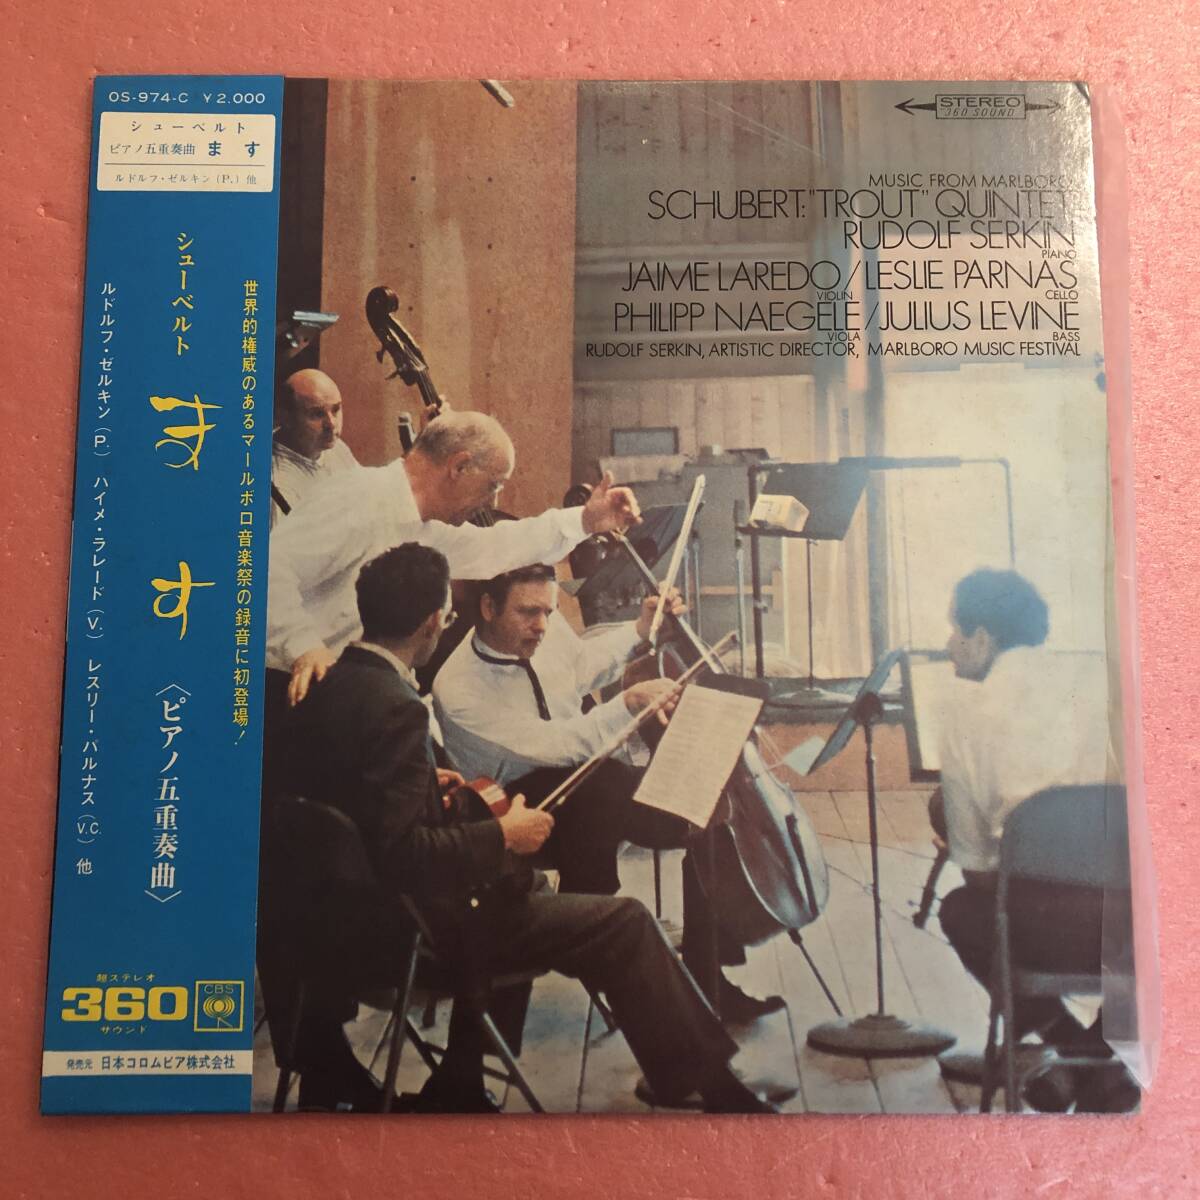 OS-974-C ¥2.000
シューベルト
ピアノ五重奏曲 ます
ルドルフ・ゼルキン(P.)他
世界的権威のあるマールボロ音楽祭の録音に初登場!
シューベルト
ます
〈ピアノ五重奏曲〉
ルドルフ・ゼルキン(P.) ハイメ・ラレード(V.) レスリー・パルナス(V.C.) 他
超ステレオ
360
サウンド
CBS
発売元 日本コロムビア株式会社
STEREO
"360 SOUND"
MUSIC FROM MARLBORO
SCHUBERT: "TROUT" QUINTET
RUDOLF SERKIN
PIANO
JAIME LAREDO/LESLIE PARNAS
VIOLIN CELLO
PHILIPP NAEGELE/JULIUS LEVINE
VIOLA BASS
RUDOLF SERKIN, ARTISTIC DIRECTOR, MARLBORO MUSIC FESTIVAL